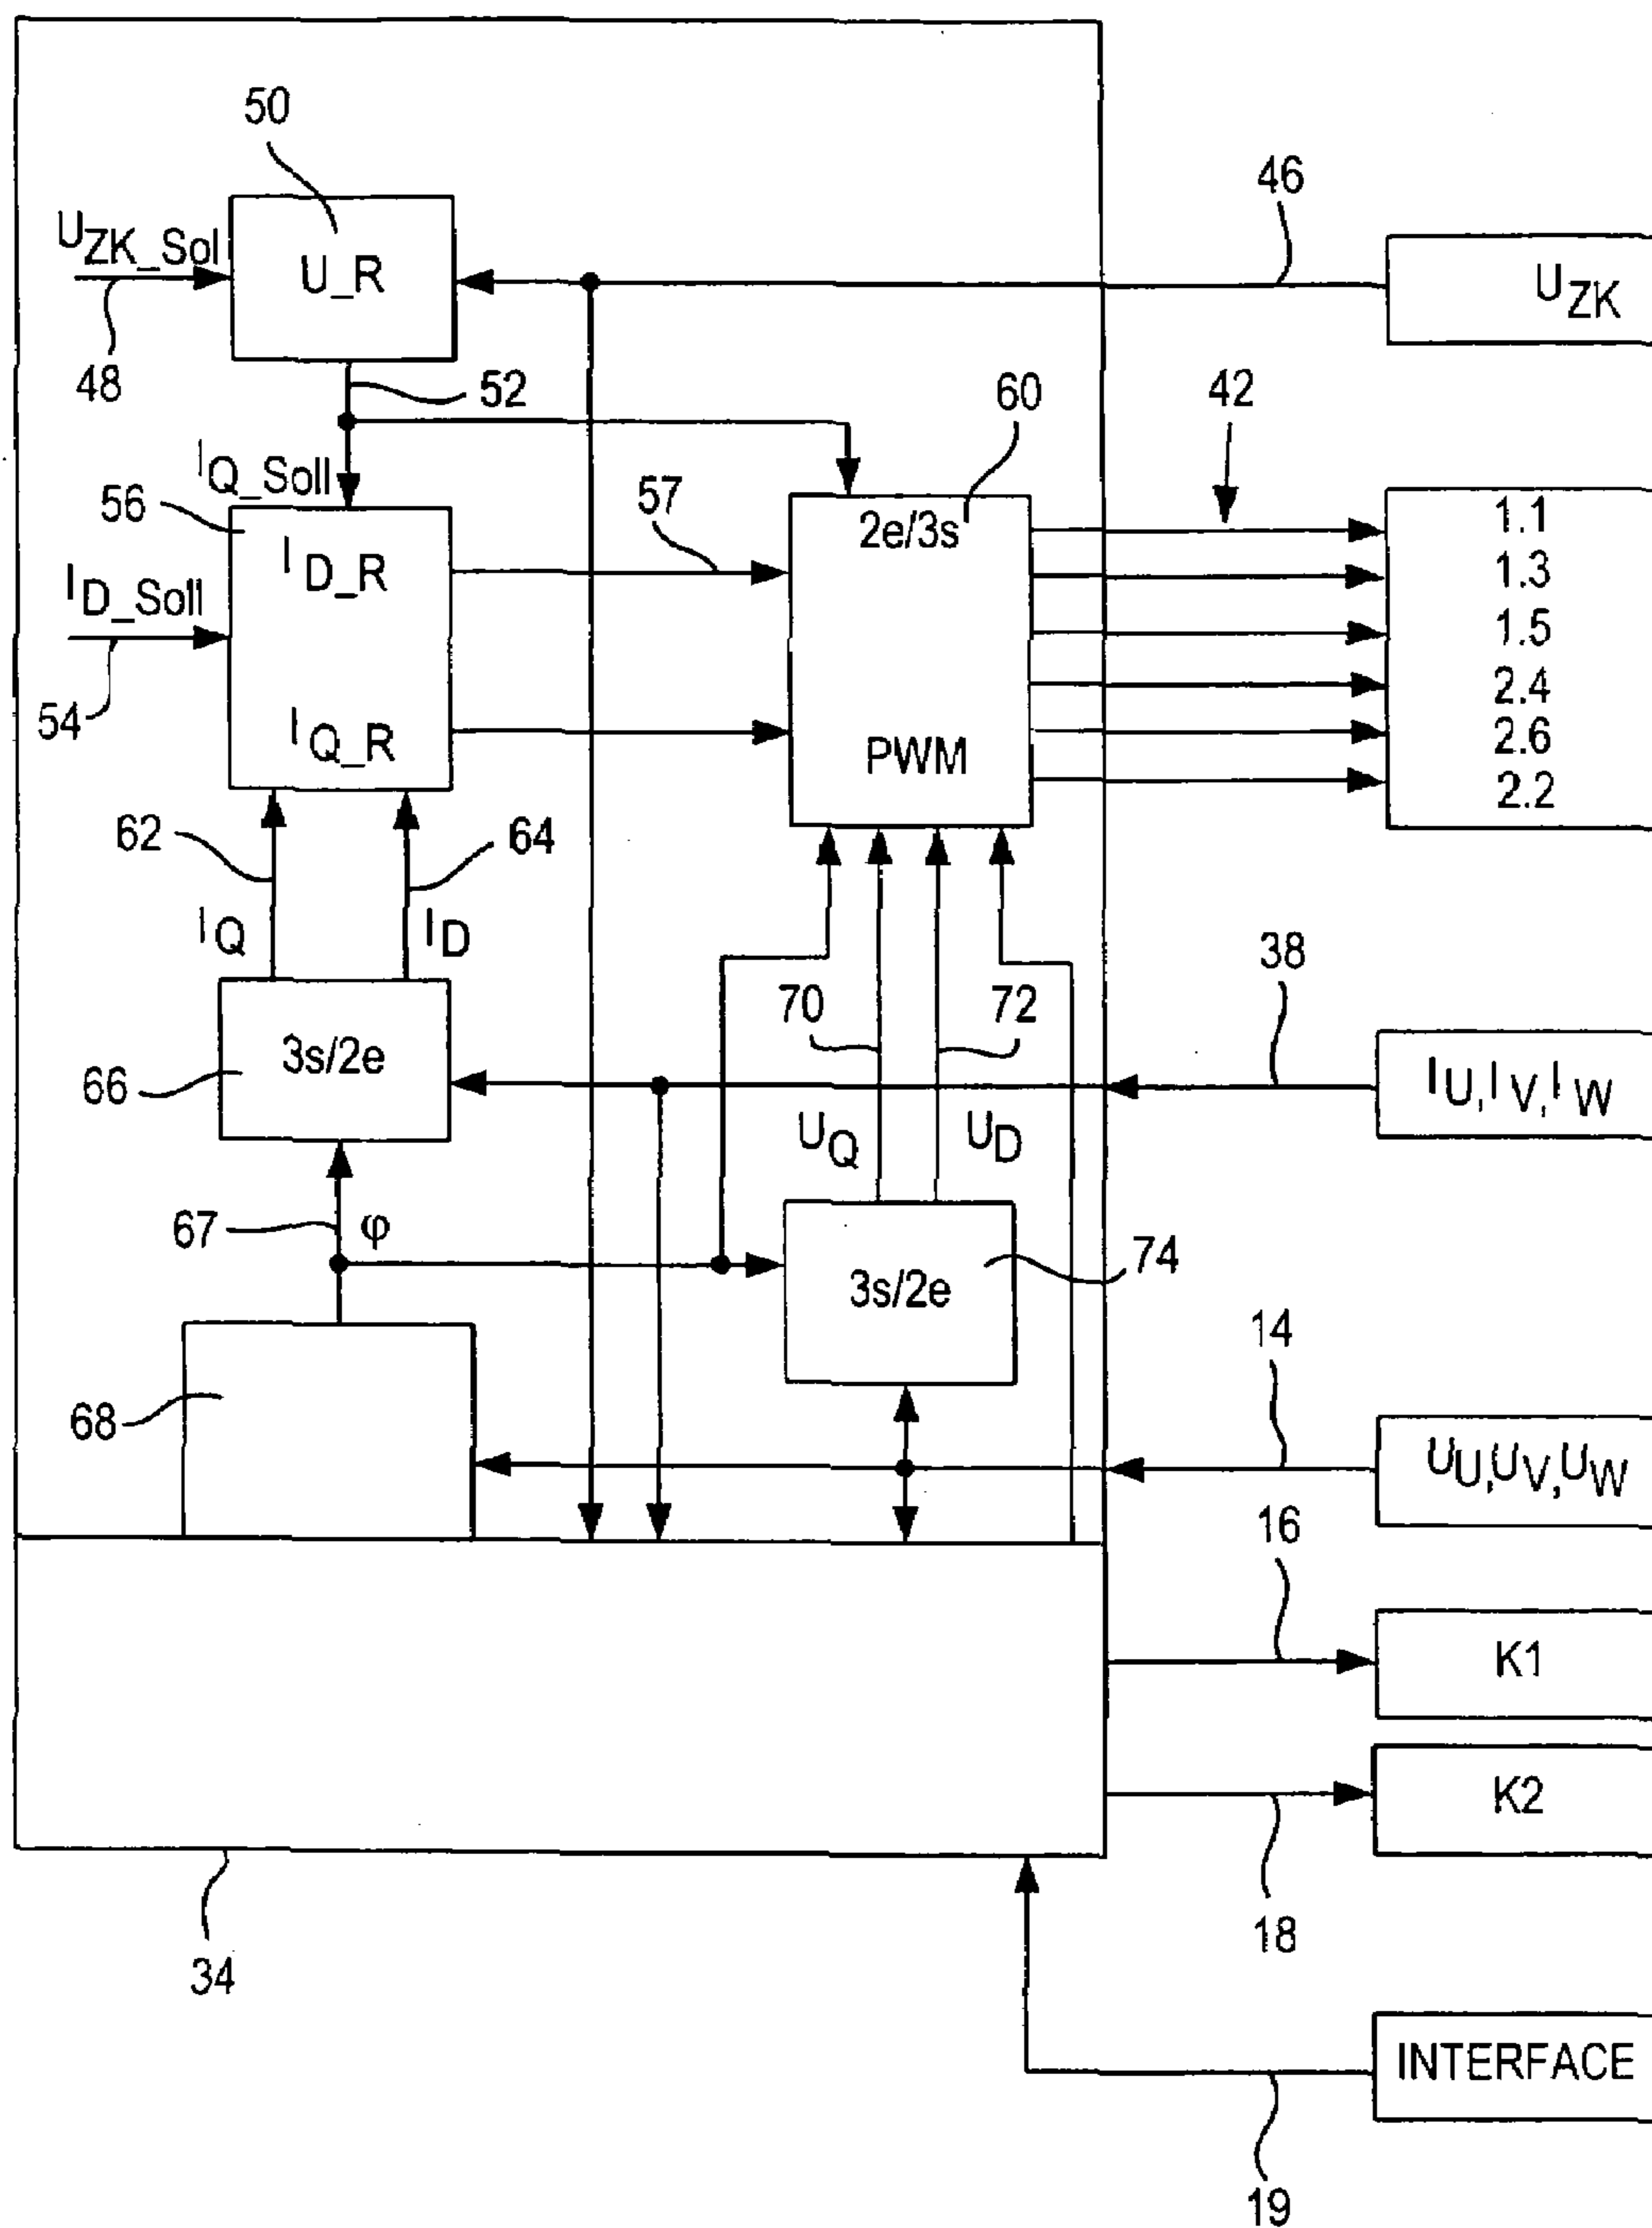 50
46
U_ZK_Sol
U_R
U_ZK
48
52
60
42
I_Q_Soll
56
57
2e/3s
1.1
I_D_R
1.3
I_D_Soll
1.5
2.4
54
I_Q_R
PWM
2.6
2.2
62
64
I_Q
I_D
38
70
72
3s/2e
66
I_U, I_V, I_W
U_Q
U_D
67
φ
74
3s/2e
14
68
U_U, U_V, U_W
16
K1
K2
18
34
INTERFACE
19